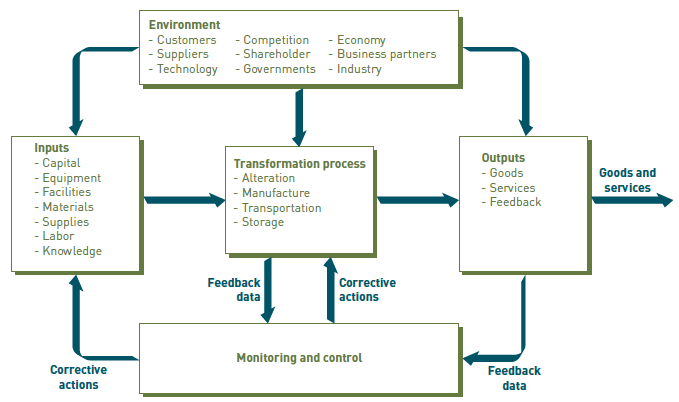 Environment
- Customers - Competition - Economy
- Suppliers - Shareholder - Business partners
- Technology - Governments - Industry
Inputs
- Capital
- Equipment
- Facilities
- Materials
- Supplies
- Labor
- Knowledge
Transformation process
- Alteration
- Manufacture
- Transportation
- Storage
Outputs
- Goods
- Services
- Feedback
Goods and
services
Feedback
data
Corrective
actions
Monitoring and control
Corrective
actions
Feedback
data